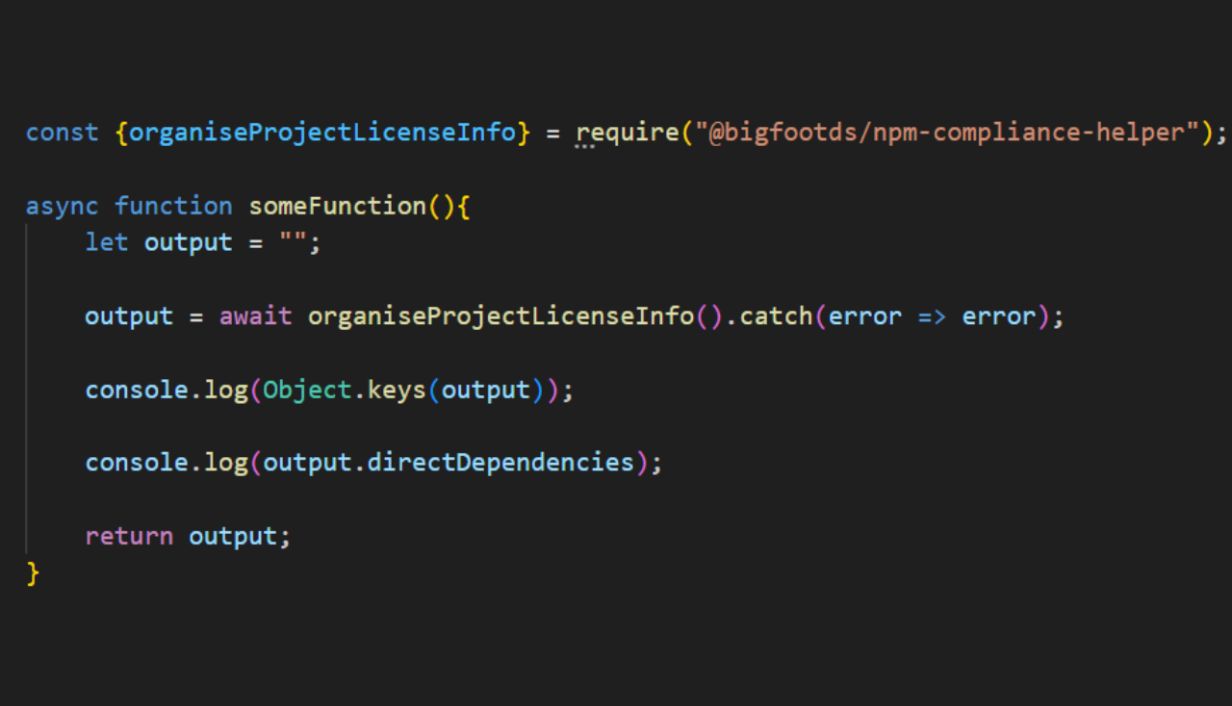 const {organiseProjectLicenseInfo} = require("@bigfootds/npm-compliance-helper");
async function someFunction(){
    let output = "";
    output = await organiseProjectLicenseInfo().catch(error => error);
    console.log(Object.keys(output));
    console.log(output.directDependencies);
    return output;
}